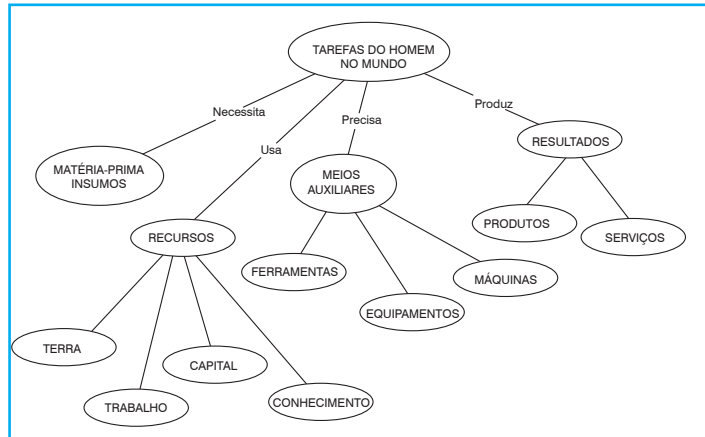 TAREFAS DO HOMEM
NO MUNDO
Produz
Necessita
Precisa
Usa
RESULTADOS
MATÉRIA-PRIMA
INSUMOS
MEIOS
AUXILIARES
PRODUTOS
RECURSOS
SERVIÇOS
FERRAMENTAS
MÁQUINAS
EQUIPAMENTOS
TERRA
CAPITAL
TRABALHO
CONHECIMENTO